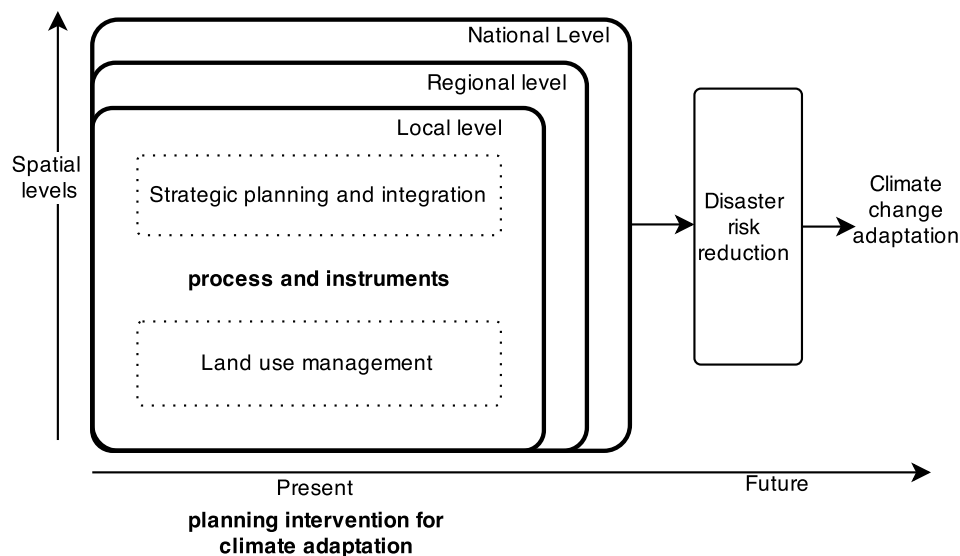 National Level
Regional level
Local level
Spatial
levels
Strategic planning and integration
process and instruments
Land use management
Disaster
risk
reduction
Climate
change
adaptation
Present
Future
planning intervention for
climate adaptation